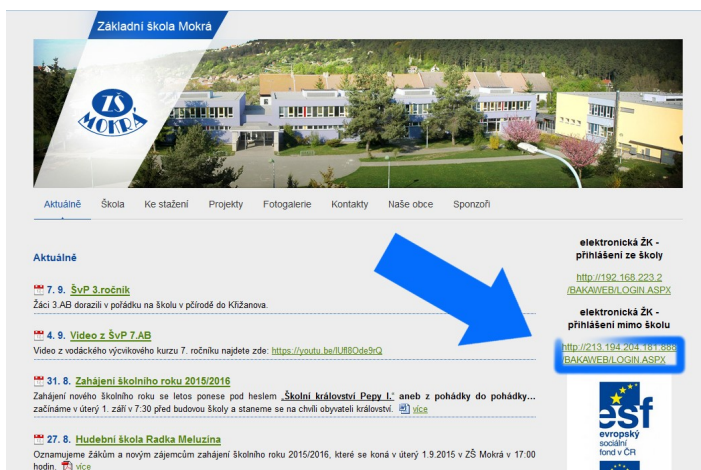 Základní škola Mokrá
ZŠ
MOKRÁ
Aktuálně Škola Ke stažení Projekty Fotogalerie Kontakty Naše obce Sponzoři
Aktuálně
7. 9. ŠvP 3.ročník
Žáci 3.AB dorazili v pořádku na školu v pčírodě do Křižanova.
4. 9. Video z ŠvP 7.AB
Video z vodáckého výcvikového kurzu 7. ročníku najdete zde: https://youtu.be/lUfl8Ode9rQ
31. 8. Zahájení školního roku 2015/2016
Zahájení nového školního roku se letos ponese pod heslem „Školní království Pepy I.“ aneb z pohádky do pohádky...
začínáme v úterý 1. září v 7:30 před budovou školy a staneme se na chvíli obyvateli království. více
27. 8. Hudební škola Radka Meluzína
Oznamujeme žákům a novým zájemcům zahájení školního roku 2015/2016, které se koná v úterý 1.9.2015 v ZŠ Mokrá v 17:00
hodin. více
elektronická ŽK -
přihlášení ze školy
http://192.168.223.2
/BAKAWEB/LOGIN.ASPX
elektronická ŽK -
přihlášení mimo školu
http://213.194.204.181:888
/BAKAWEB/LOGIN.ASPX
esf
evropský
sociální
fond v ČR